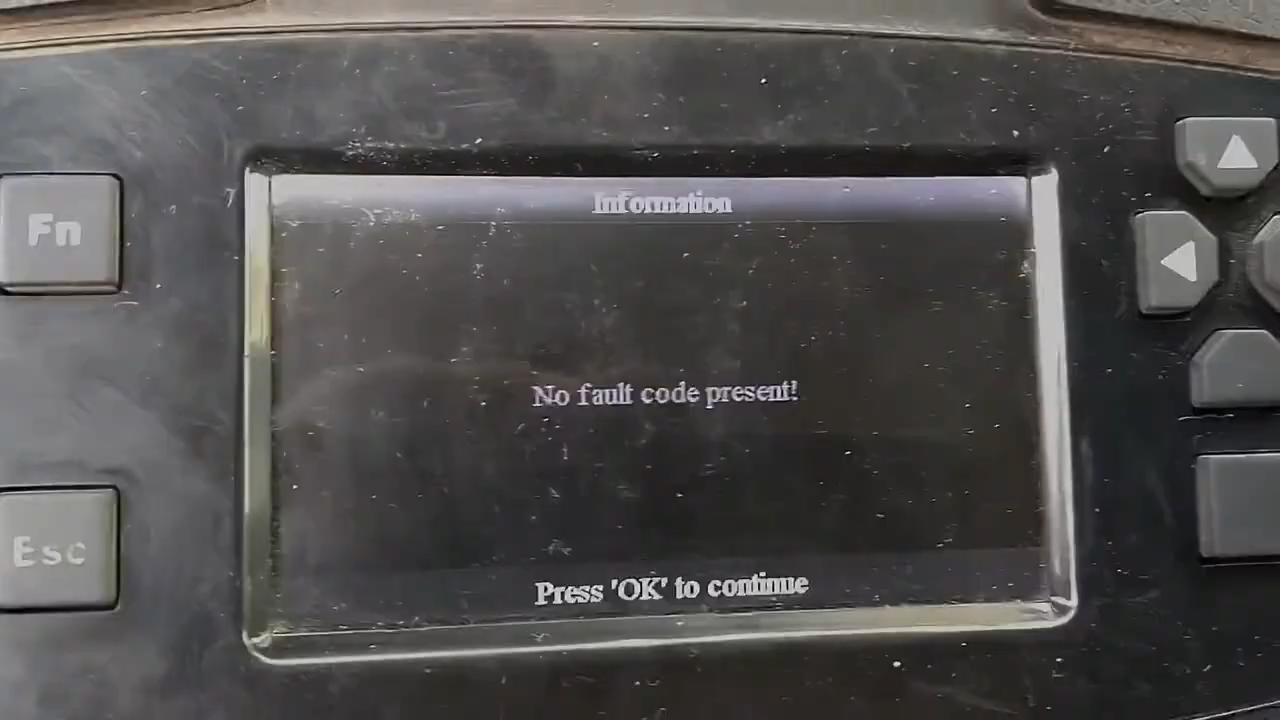 Information
Fn
No fault code present!
Esc
Press 'OK' to continue